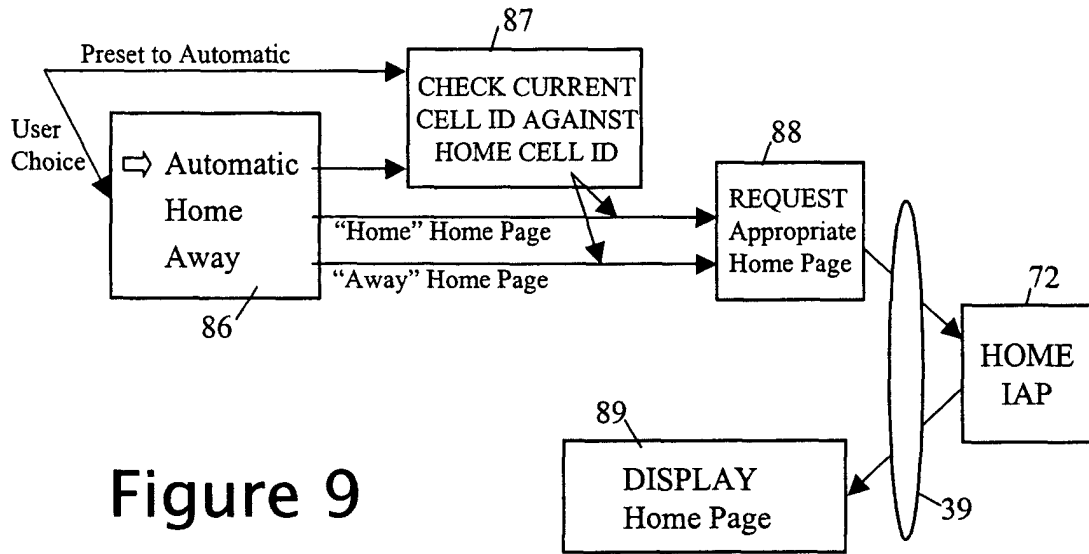 87
Preset to Automatic
CHECK CURRENT
CELL ID AGAINST
HOME CELL ID
User
Choice
⇨ Automatic
Home
Away
86
88
REQUEST
Appropriate
Home Page
“Home” Home Page
“Away” Home Page
72
HOME
IAP
89
DISPLAY
Home Page
39
Figure 9